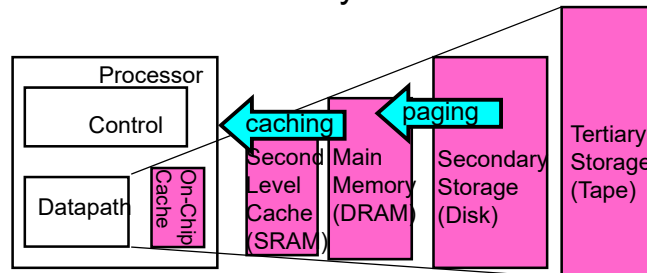 Processor
Control
Datapath
On-Chip
Cache
caching
Second
Level
Cache
(SRAM)
Main
Memory
(DRAM)
paging
Secondary
Storage
(Disk)
Tertiary
Storage
(Tape)